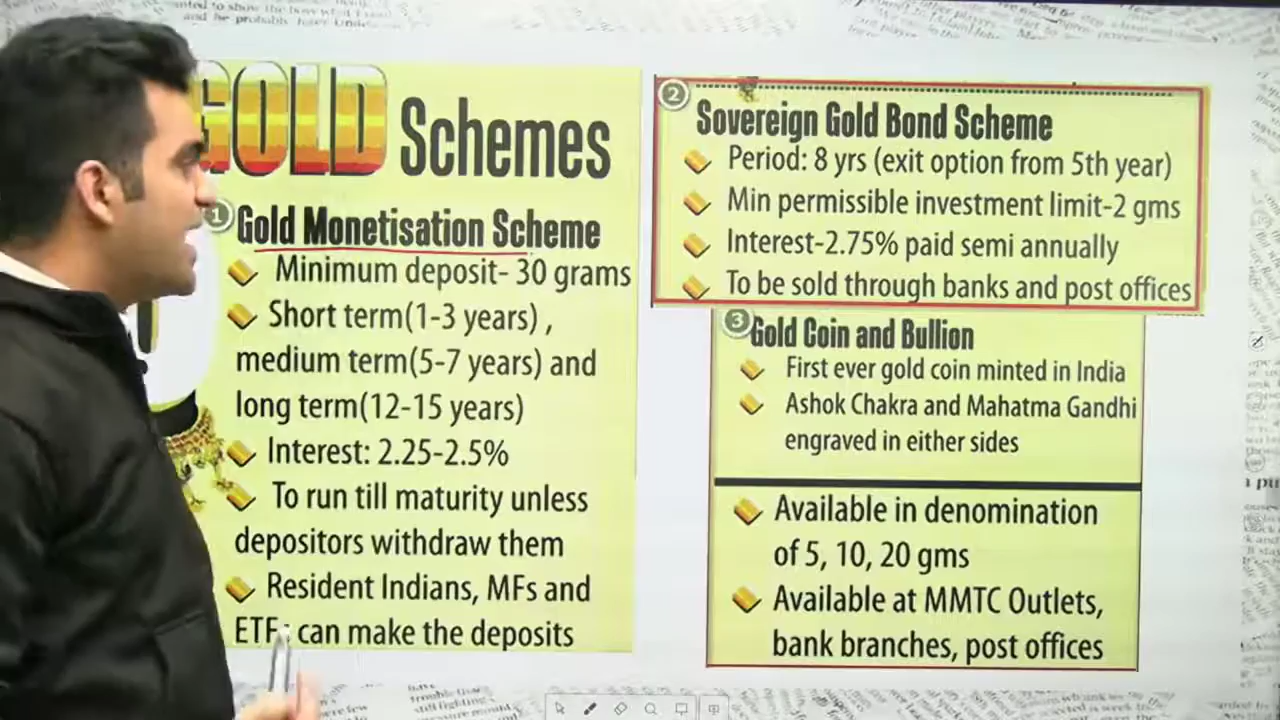 GOLD Schemes
1 Gold Monetisation Scheme
Minimum deposit- 30 grams
Short term(1-3 years) ,
medium term(5-7 years) and
long term(12-15 years)
Interest: 2.25-2.5%
To run till maturity unless
depositors withdraw them
Resident Indians, MFs and
ETFs can make the deposits
2
Sovereign Gold Bond Scheme
Period: 8 yrs (exit option from 5th year)
Min permissible investment limit-2 gms
Interest-2.75% paid semi annually
To be sold through banks and post offices
3
Gold Coin and Bullion
First ever gold coin minted in India
Ashok Chakra and Mahatma Gandhi
engraved in either sides
Available in denomination
of 5, 10, 20 gms
Available at MMTC Outlets,
bank branches, post offices